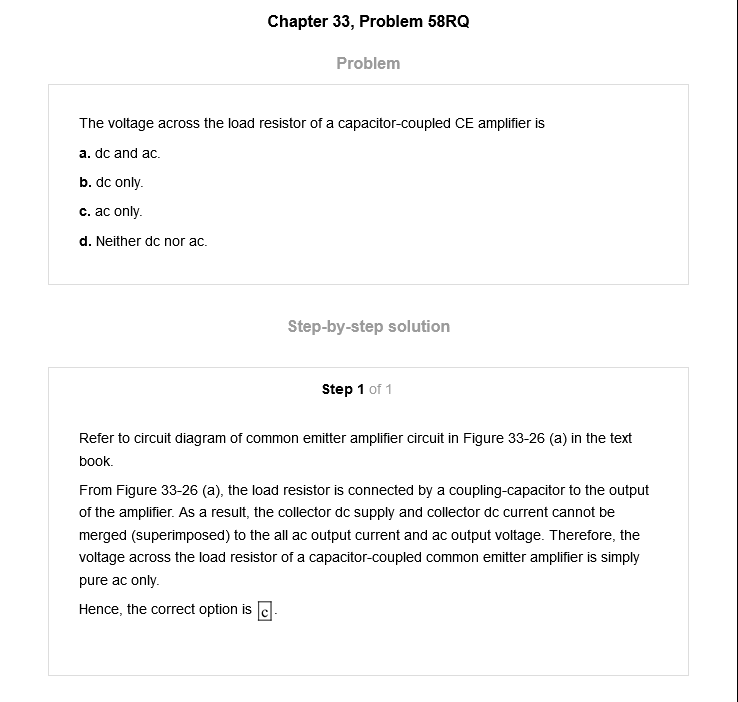 Chapter 33, Problem 58RQ
Problem
The voltage across the load resistor of a capacitor-coupled CE amplifier is
a. dc and ac.
b. dc only.
c. ac only.
d. Neither dc nor ac.
Step-by-step solution
Step 1 of 1
Refer to circuit diagram of common emitter amplifier circuit in Figure 33-26 (a) in the text
book.
From Figure 33-26 (a), the load resistor is connected by a coupling-capacitor to the output
of the amplifier. As a result, the collector dc supply and collector dc current cannot be
merged (superimposed) to the all ac output current and ac output voltage. Therefore, the
voltage across the load resistor of a capacitor-coupled common emitter amplifier is simply
pure ac only.
Hence, the correct option is c.